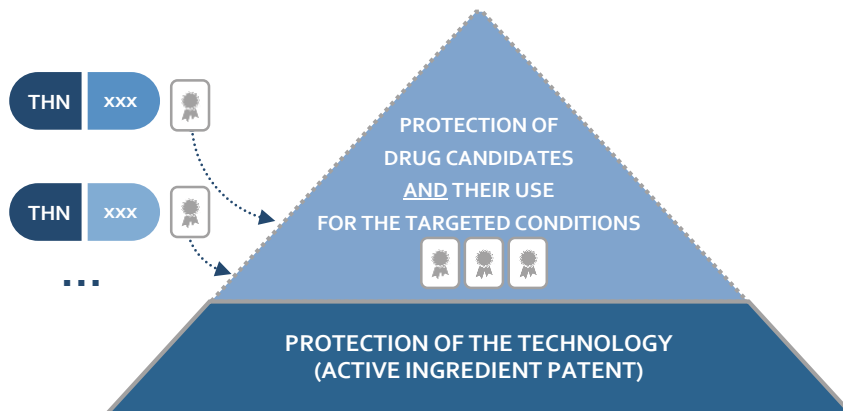 THN xxx
THN xxx
...
PROTECTION OF
DRUG CANDIDATES
AND THEIR USE
FOR THE TARGETED CONDITIONS
PROTECTION OF THE TECHNOLOGY
(ACTIVE INGREDIENT PATENT)